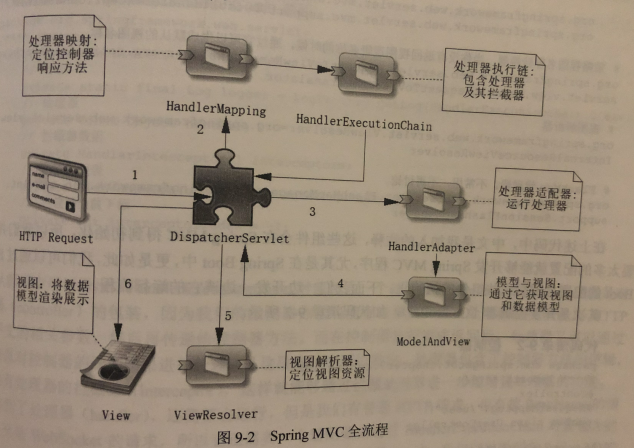 处理器映射:
定位控制器
响应方法
处理器执行链:
包含处理器
及其拦截器
HandlerMapping
HandlerExecutionChain
2
1
3
name
e-mail
comments
处理器适配器:
运行处理器
HTTP Request
DispatcherServlet
HandlerAdapter
视图: 将数据
模型渲染展示
6
4
模型与视图:
通过它获取视图
和数据模型
5
ModelAndView
视图解析器:
定位视图资源
View
ViewResolver
图 9-2 Spring MVC 全流程